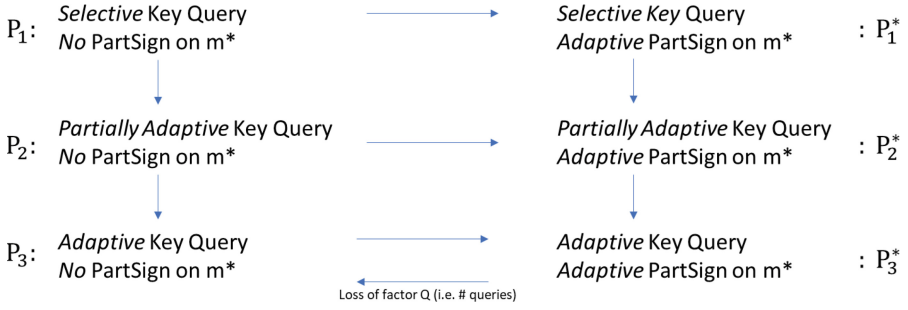 P₁: Selective Key Query
No PartSign on m*
Selective Key Query
Adaptive PartSign on m*
: P₁*
P₂: Partially Adaptive Key Query
No PartSign on m*
Partially Adaptive Key Query
Adaptive PartSign on m*
: P₂*
P₃: Adaptive Key Query
No PartSign on m*
Adaptive Key Query
Adaptive PartSign on m*
: P₃*
Loss of factor Q (i.e. # queries)